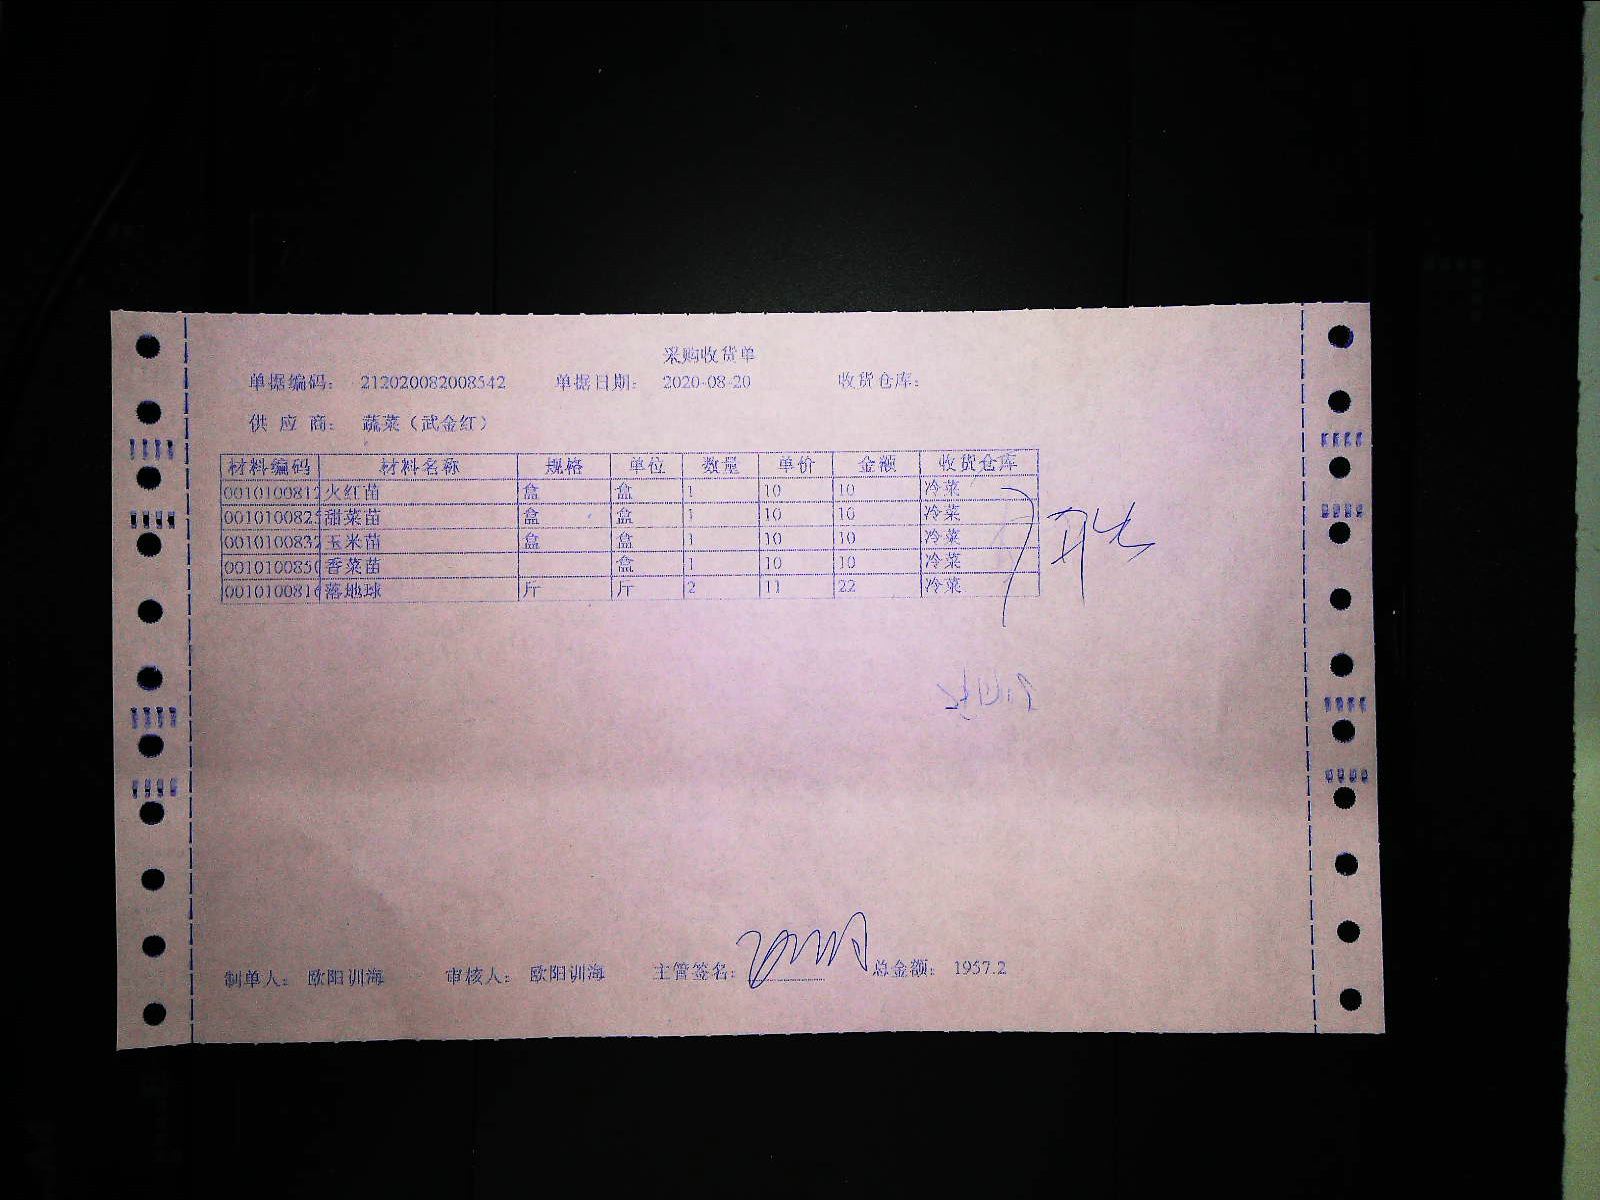 采购收货单
单据编码： 212020082008542 单据日期： 2020-08-20 收货仓库：
供 应 商： 蔬菜（武金红）
材料编码 材料名称 规格 单位 数量 单价 金额 收货仓库
0010100812 火红苗 盒 盒 1 10 10 冷菜
0010100825 甜菜苗 盒 盒 1 10 10 冷菜
0010100832 玉米苗 盒 盒 1 10 10 冷菜
0010100850 香菜苗 盒 1 10 10 冷菜
0010100816 落地球 斤 斤 2 11 22 冷菜
制单人： 欧阳训海 审核人： 欧阳训海 主管签名： 总金额： 1957.2